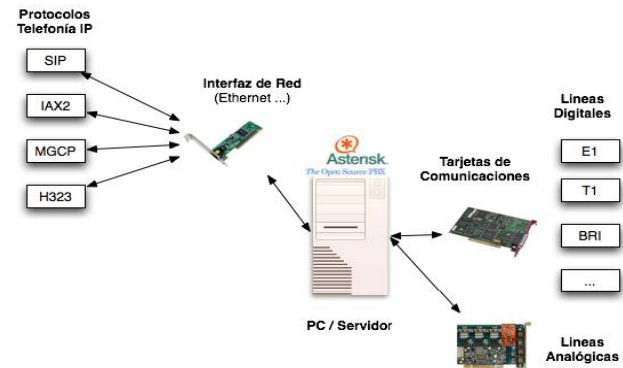 Protocolos
Telefonía IP
SIP
IAX2
MGCP
H323
Interfaz de Red
(Ethernet ...)
Asterisk
The Open Source PBX
PC / Servidor
Tarjetas de
Comunicaciones
Lineas
Digitales
E1
T1
BRI
...
Lineas
Analógicas